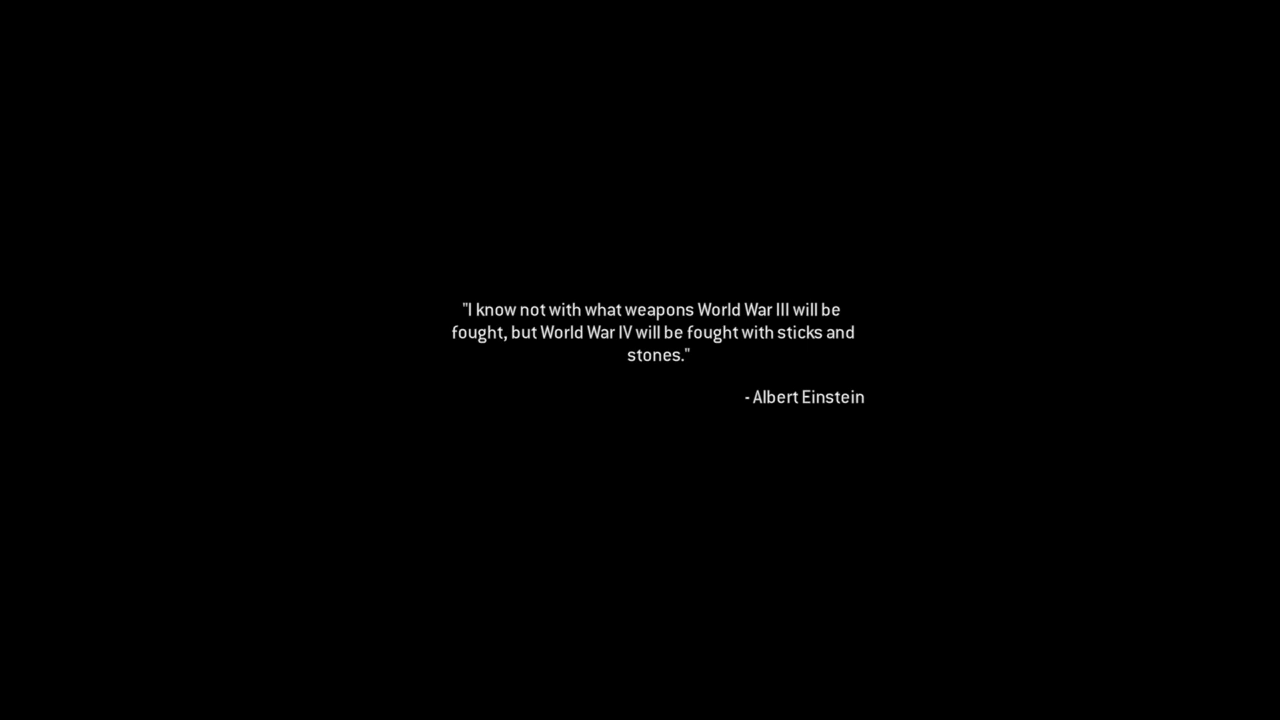 "I know not with what weapons World War III will be
fought, but World War IV will be fought with sticks and
stones."
- Albert Einstein